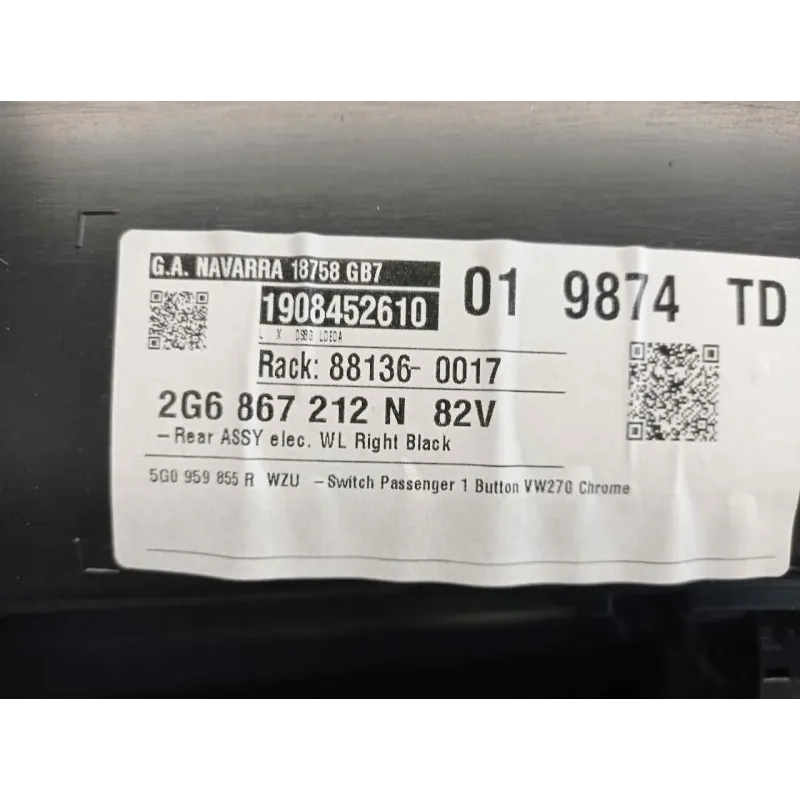 G.A. NAVARRA 18758 GB7
1908452610
01 9874 TD
L X
Rack: 88136- 0017
2G6 867 212 N 82V
-Rear ASSY elec. WL Right Black
5G0 959 855 R WZU -Switch Passenger 1 Button VW270 Chrome